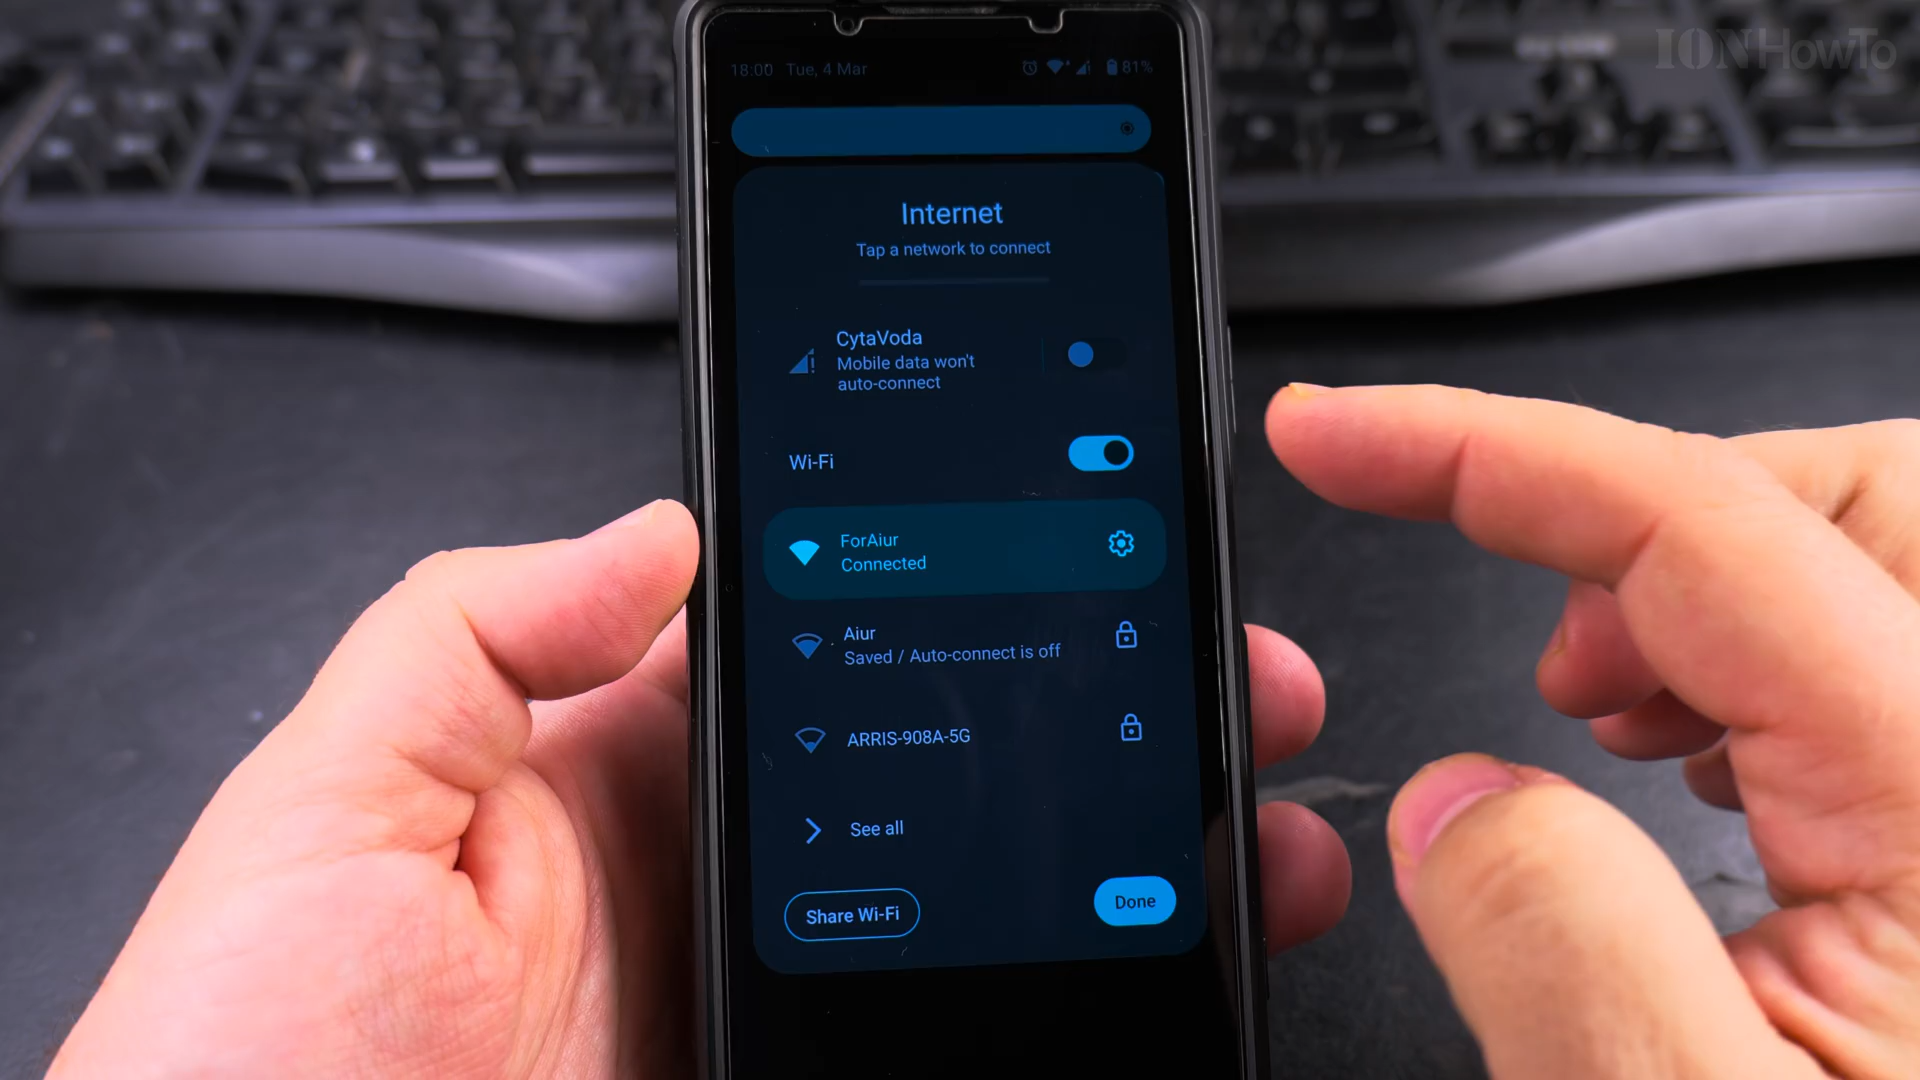 IONHowTo
18:00 Tue, 4 Mar 81%
Internet
Tap a network to connect
CytaVoda
Mobile data won't
auto-connect
Wi-Fi
ForAiur
Connected
Aiur
Saved / Auto-connect is off
ARRIS-908A-5G
See all
Share Wi-Fi
Done